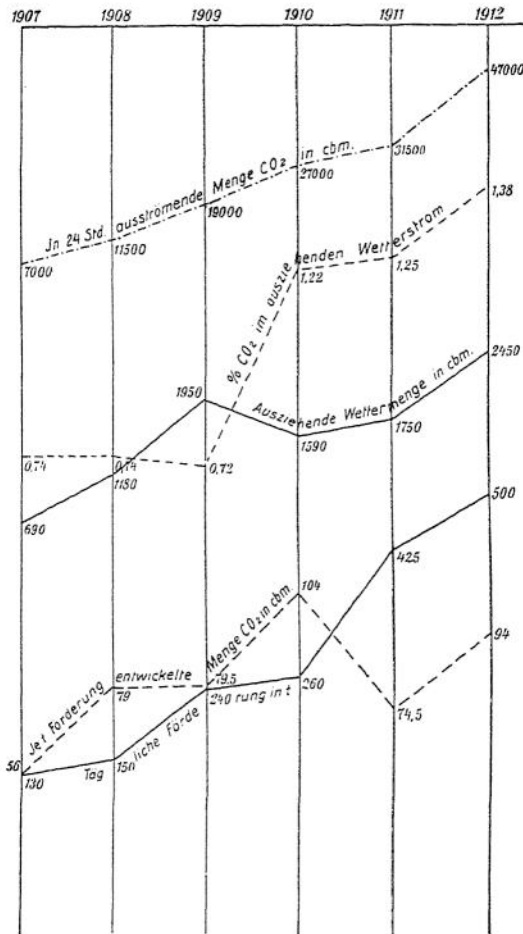 1907 1908 1909 1910 1911 1912
47000
Jn 24 Std. ausströmende Menge CO2 in cbm.
7000 11500 19000 27000 31500
1,38
% CO2 im ausziehenden Wetterstrom
1,22 1,25
2450
1950
Ausziehende Wettermenge in cbm.
1590 1750
0,74 0,74 0,72
1180
690
500
425
104
Jet Förderung entwickelte Menge CO2 in cbm.
79 79,5
94
74,5
56
Tägliche Förderung in t
130 150 240 260